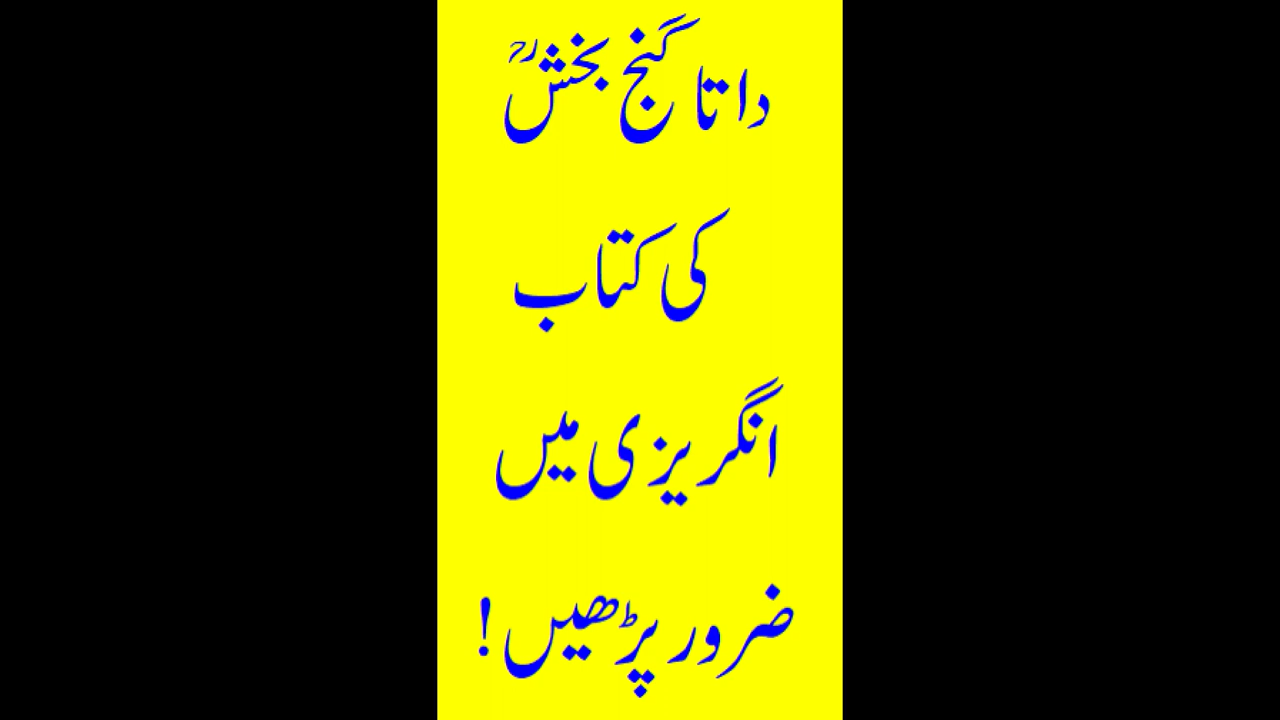 داتا گنج بخشؒ
کی کتاب
انگریزی میں
ضرور پڑھیں!